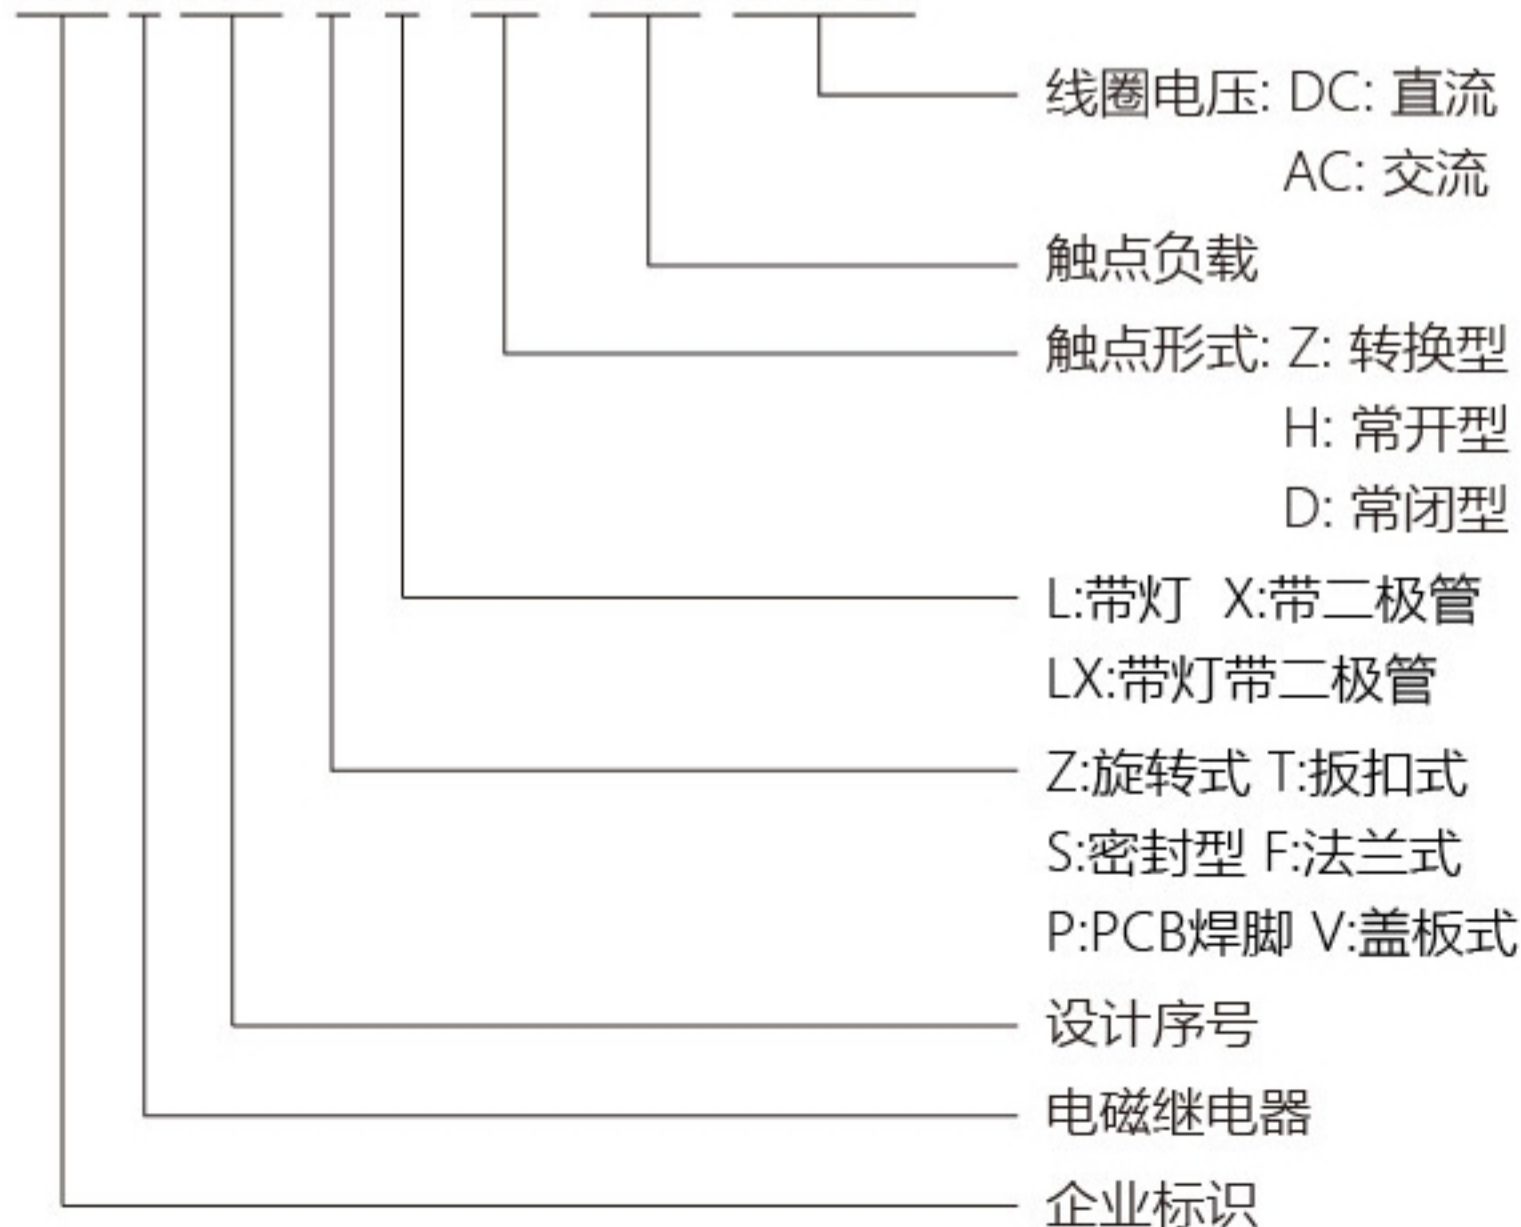 线圈电压: DC: 直流
AC: 交流
触点负载
触点形式: Z: 转换型
H: 常开型
D: 常闭型
L:带灯 X:带二极管
LX:带灯带二极管
Z:旋转式 T:扳扣式
S:密封型 F:法兰式
P:PCB焊脚 V:盖板式
设计序号
电磁继电器
企业标识